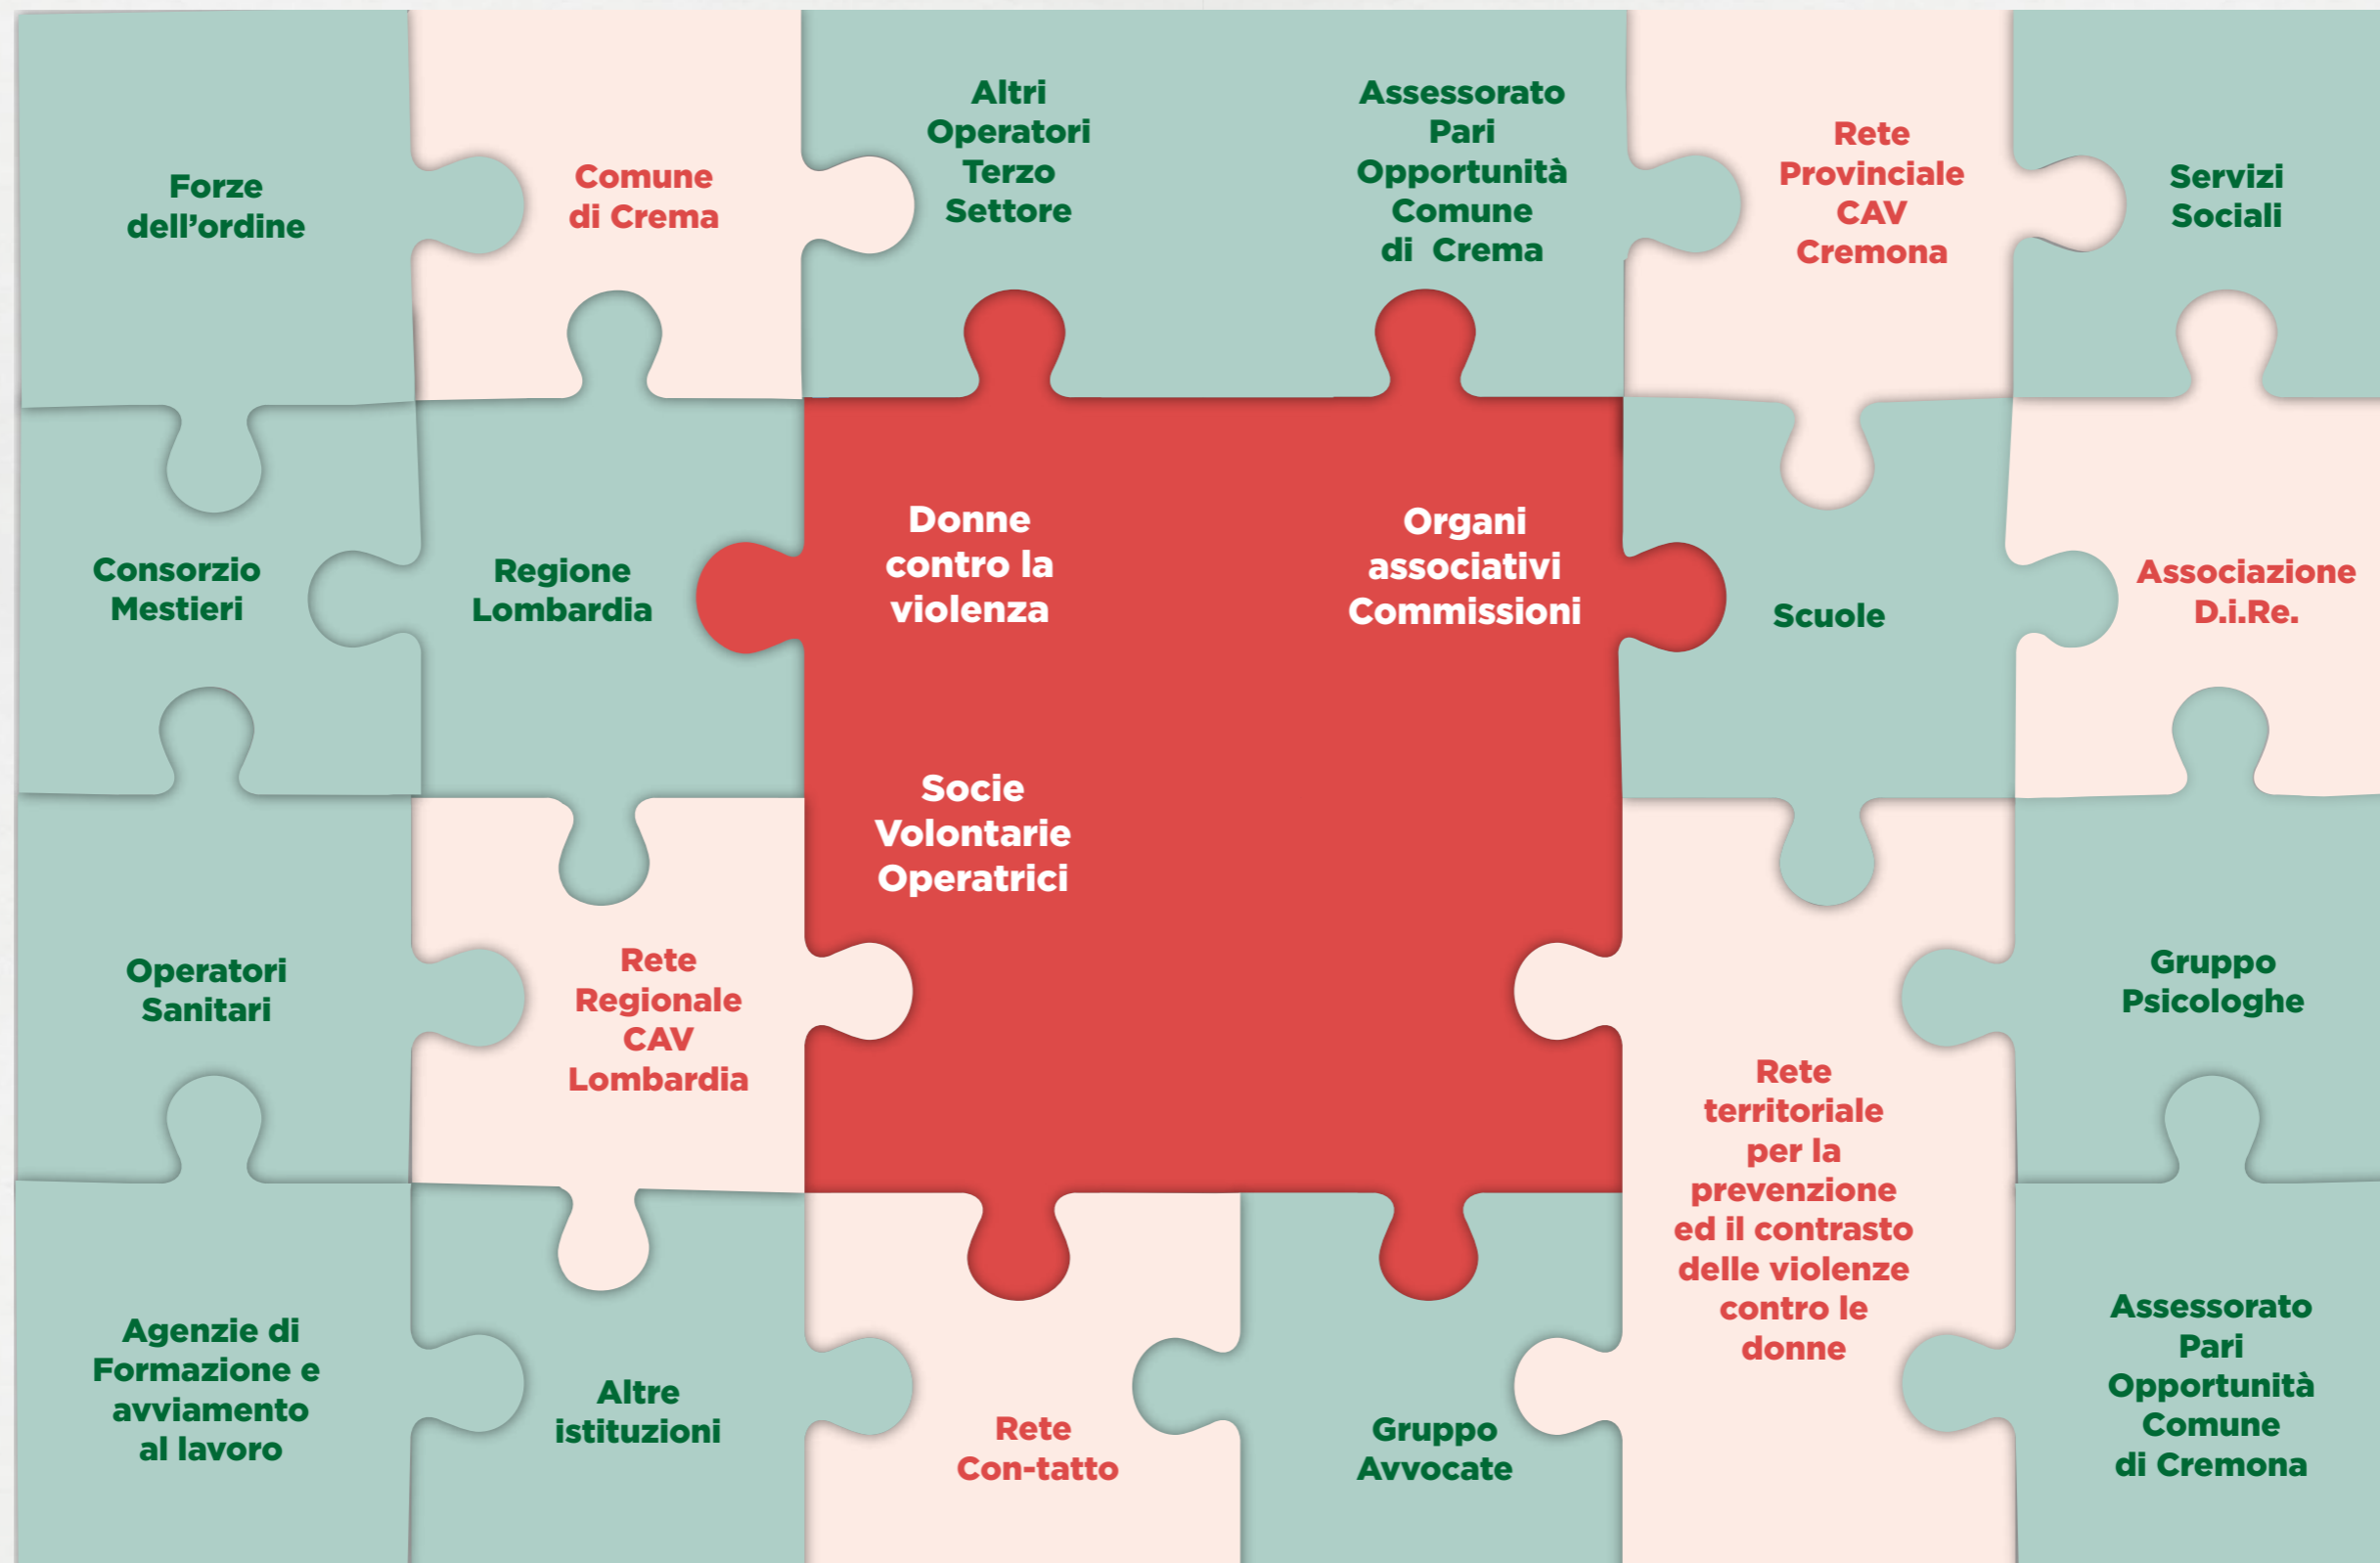 Forze
dell’ordine
Comune
di Crema
Altri
Operatori
Terzo
Settore
Assessorato
Pari
Opportunità
Comune
di Crema
Rete
Provinciale
CAV
Cremona
Servizi
Sociali
Consorzio
Mestieri
Regione
Lombardia
Donne
contro la
violenza
Organi
associativi
Commissioni
Scuole
Associazione
D.i.Re.
Socie
Volontarie
Operatrici
Operatori
Sanitari
Rete
Regionale
CAV
Lombardia
Rete
territoriale
per la
prevenzione
ed il contrasto
delle violenze
contro le
donne
Gruppo
Psicologhe
Agenzie di
Formazione e
avviamento
al lavoro
Altre
istituzioni
Rete
Con-tatto
Gruppo
Avvocate
Assessorato
Pari
Opportunità
Comune
di Cremona